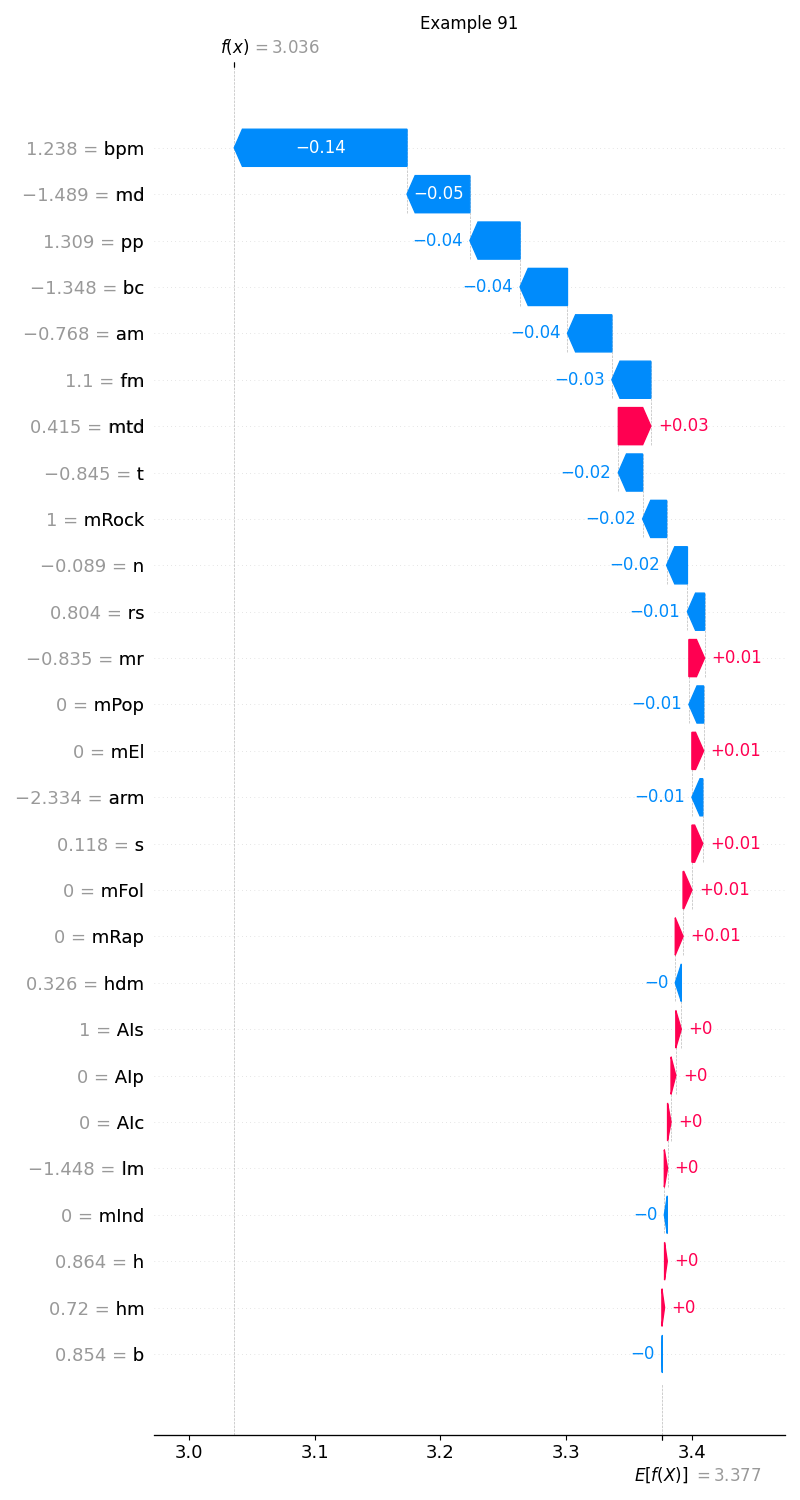 Example 91
f(x) = 3.036
1.238 = bpm
−0.14
−1.489 = md
−0.05
1.309 = pp
−0.04
−1.348 = bc
−0.04
−0.768 = am
−0.04
1.1 = fm
−0.03
0.415 = mtd
+0.03
−0.845 = t
−0.02
1 = mRock
−0.02
−0.089 = n
−0.02
0.804 = rs
−0.01
−0.835 = mr
+0.01
0 = mPop
−0.01
0 = mEl
+0.01
−2.334 = arm
−0.01
0.118 = s
+0.01
0 = mFol
+0.01
0 = mRap
+0.01
0.326 = hdm
−0
1 = AIs
+0
0 = AIp
+0
0 = AIc
+0
−1.448 = lm
+0
0 = mInd
−0
0.864 = h
+0
0.72 = hm
+0
0.854 = b
−0
3.0 3.1 3.2 3.3 3.4
E[f(X)] = 3.377